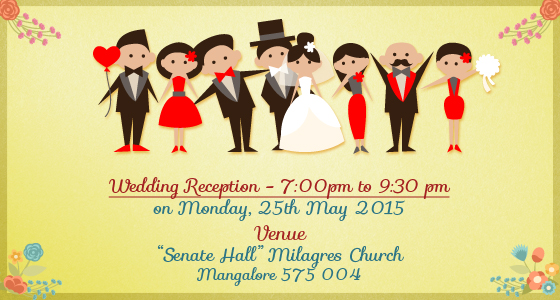 Wedding Reception - 7:00pm to 9:30 pm
on Monday, 25th May 2015
Venue
"Senate Hall" Milagres Church
Mangalore 575 004